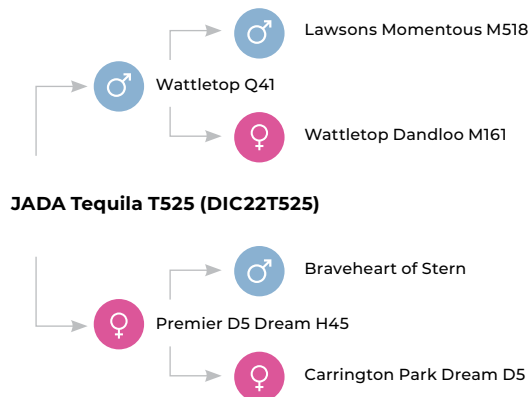 Lawsons Momentous M518
Wattletop Q41
Wattletop Dandloo M161
JADA Tequila T525 (DIC22T525)
Braveheart of Stern
Premier D5 Dream H45
Carrington Park Dream D5